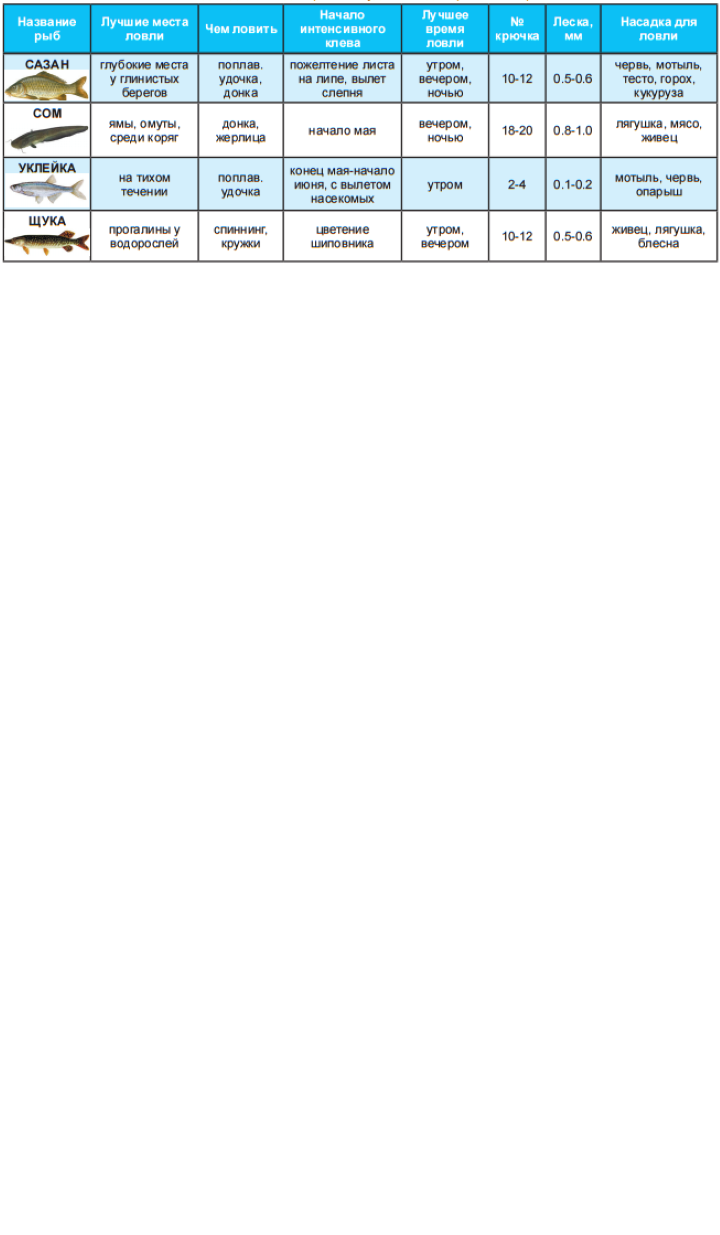 Название рыб | Лучшие места ловли | Чем ловить | Начало интенсивного клева | Лучшее время ловли | № крючка | Леска, мм | Насадка для ловли
САЗАН | глубокие места у глинистых берегов | поплав. удочка, донка | пожелтение листа на липе, вылет слепня | утром, вечером, ночью | 10-12 | 0.5-0.6 | червь, мотыль, тесто, горох, кукуруза
СОМ | ямы, омуты, среди коряг | донка, жерлица | начало мая | вечером, ночью | 18-20 | 0.8-1.0 | лягушка, мясо, живец
УКЛЕЙКА | на тихом течении | поплав. удочка | конец мая-начало июня, с вылетом насекомых | утром | 2-4 | 0.1-0.2 | мотыль, червь, опарыш
ЩУКА | прогалины у водорослей | спиннинг, кружки | цветение шиповника | утром, вечером | 10-12 | 0.5-0.6 | живец, лягушка, блесна